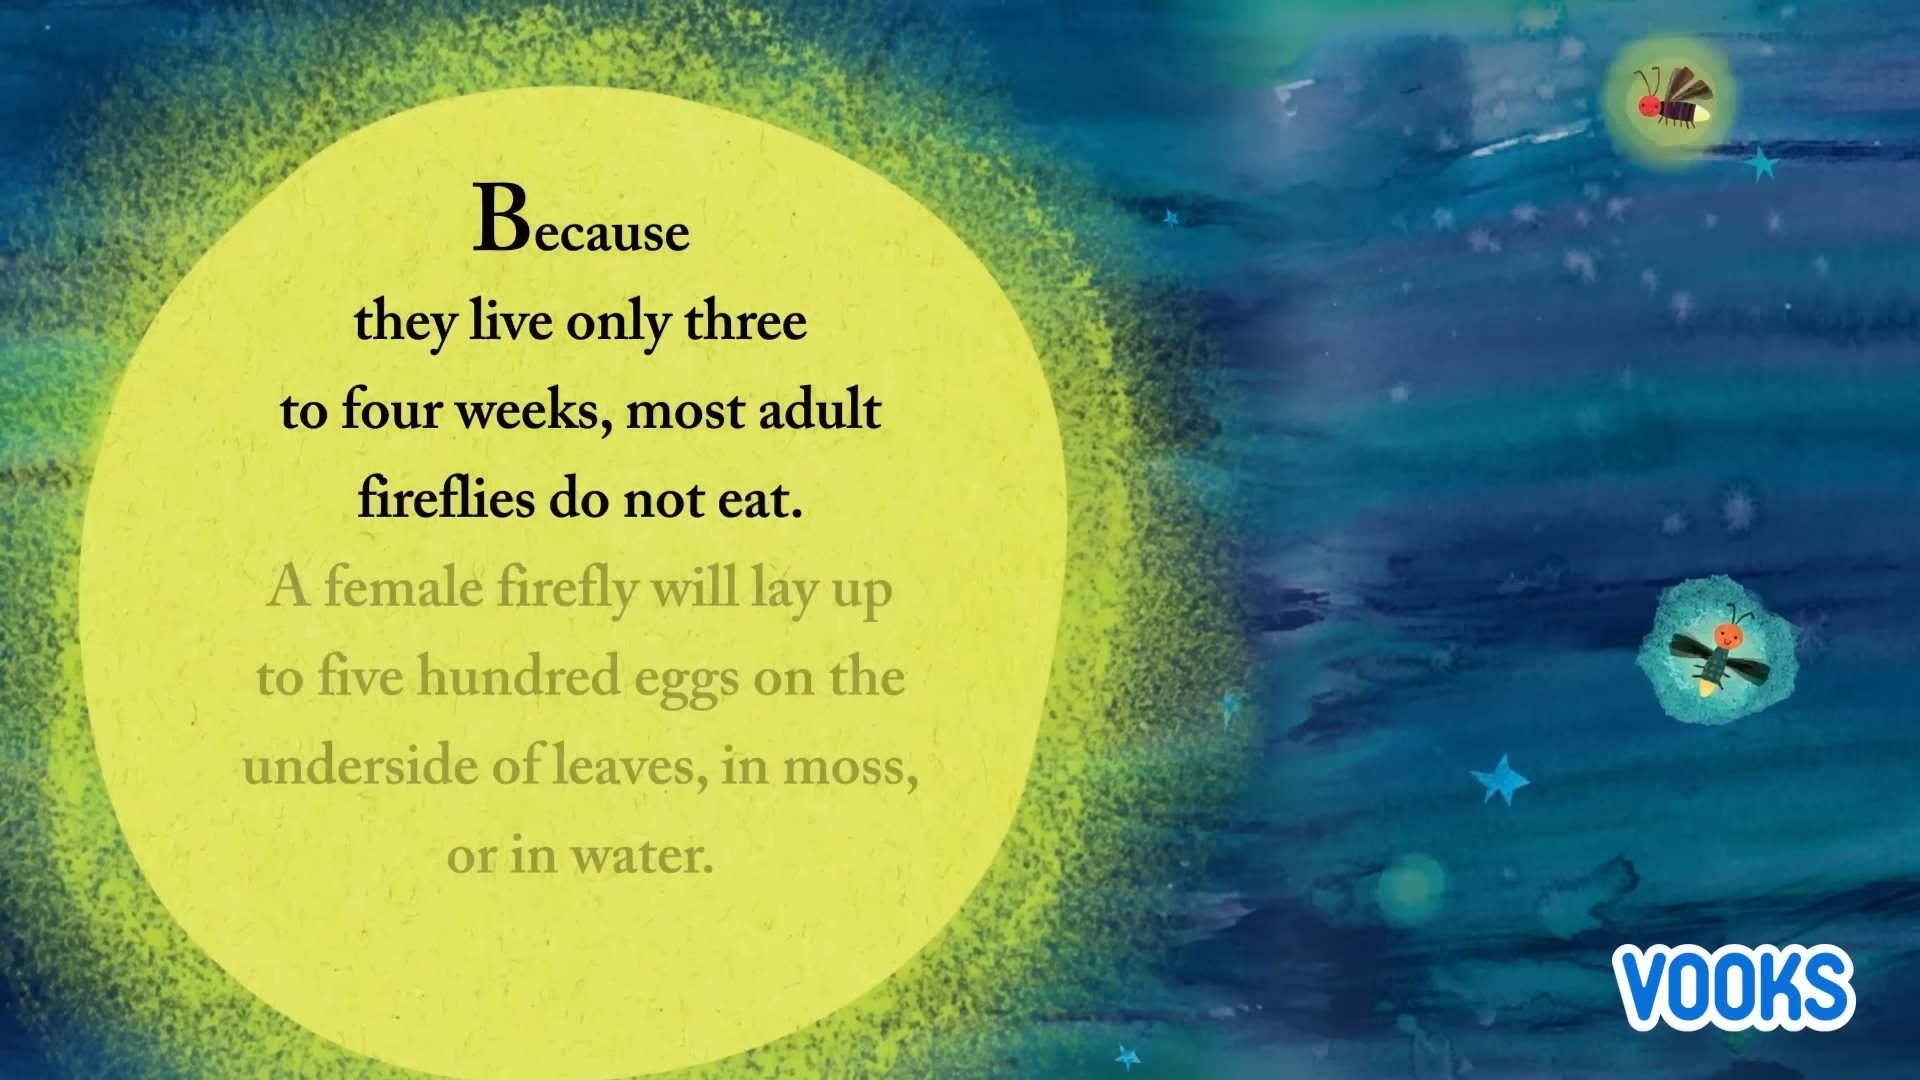 Because
they live only three
to four weeks, most adult
fireflies do not eat.
A female firefly will lay up
to five hundred eggs on the
underside of leaves, in moss,
or in water.
VOOKS